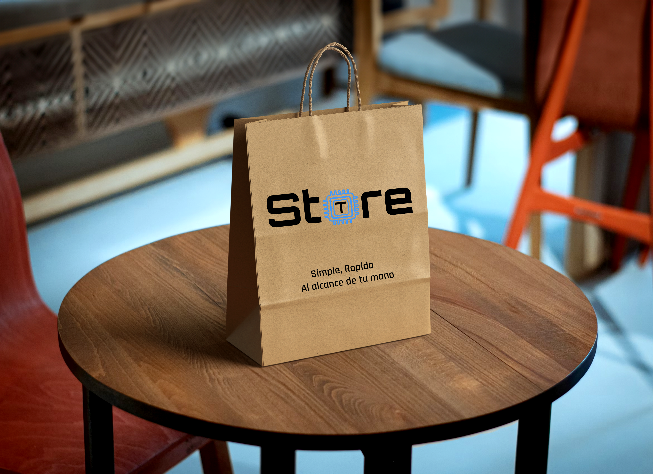 Store
T
Simple, Rapido
Al alcance de tu mano